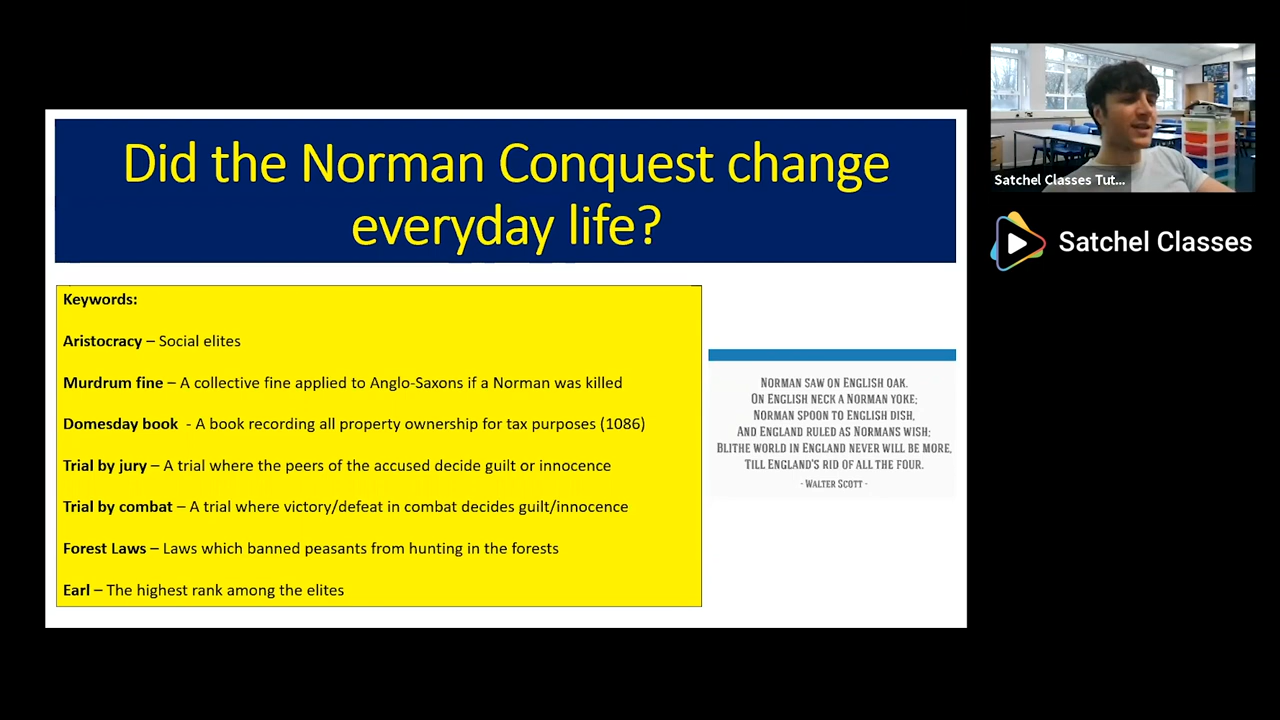 Did the Norman Conquest change
everyday life?
Keywords:
Aristocracy – Social elites
Murdrum fine – A collective fine applied to Anglo-Saxons if a Norman was killed
Domesday book - A book recording all property ownership for tax purposes (1086)
Trial by jury – A trial where the peers of the accused decide guilt or innocence
Trial by combat – A trial where victory/defeat in combat decides guilt/innocence
Forest Laws – Laws which banned peasants from hunting in the forests
Earl – The highest rank among the elites
NORMAN SAW ON ENGLISH OAK.
ON ENGLISH NECK A NORMAN YOKE;
NORMAN SPOON TO ENGLISH DISH,
AND ENGLAND RULED AS NORMANS WISH;
BLITHE WORLD IN ENGLAND NEVER WILL BE MORE,
TILL ENGLAND'S RID OF ALL THE FOUR.
- WALTER SCOTT -
Satchel Classes Tut...
Satchel Classes